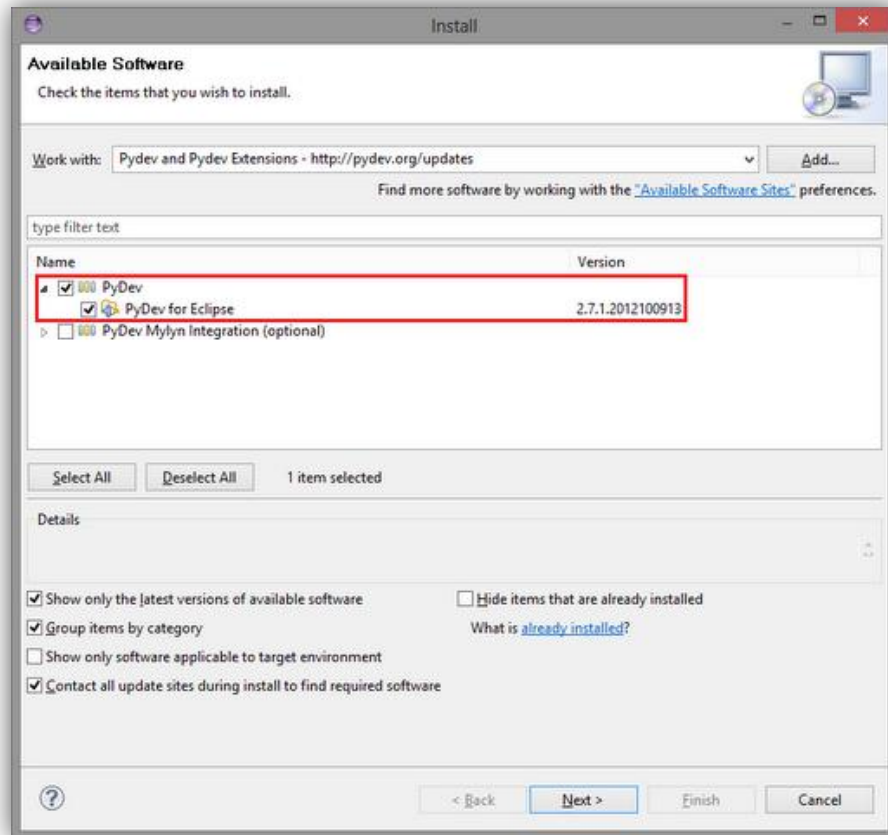 Install
Available Software
Check the items that you wish to install.
Work with: Pydev and Pydev Extensions - http://pydev.org/updates Add...
Find more software by working with the "Available Software Sites" preferences.
type filter text
Name Version
PyDev
PyDev for Eclipse 2.7.1.2012100913
PyDev Mylyn Integration (optional)
Select All Deselect All 1 item selected
Details
Show only the latest versions of available software Hide items that are already installed
Group items by category What is already installed?
Show only software applicable to target environment
Contact all update sites during install to find required software
? < Back Next > Finish Cancel